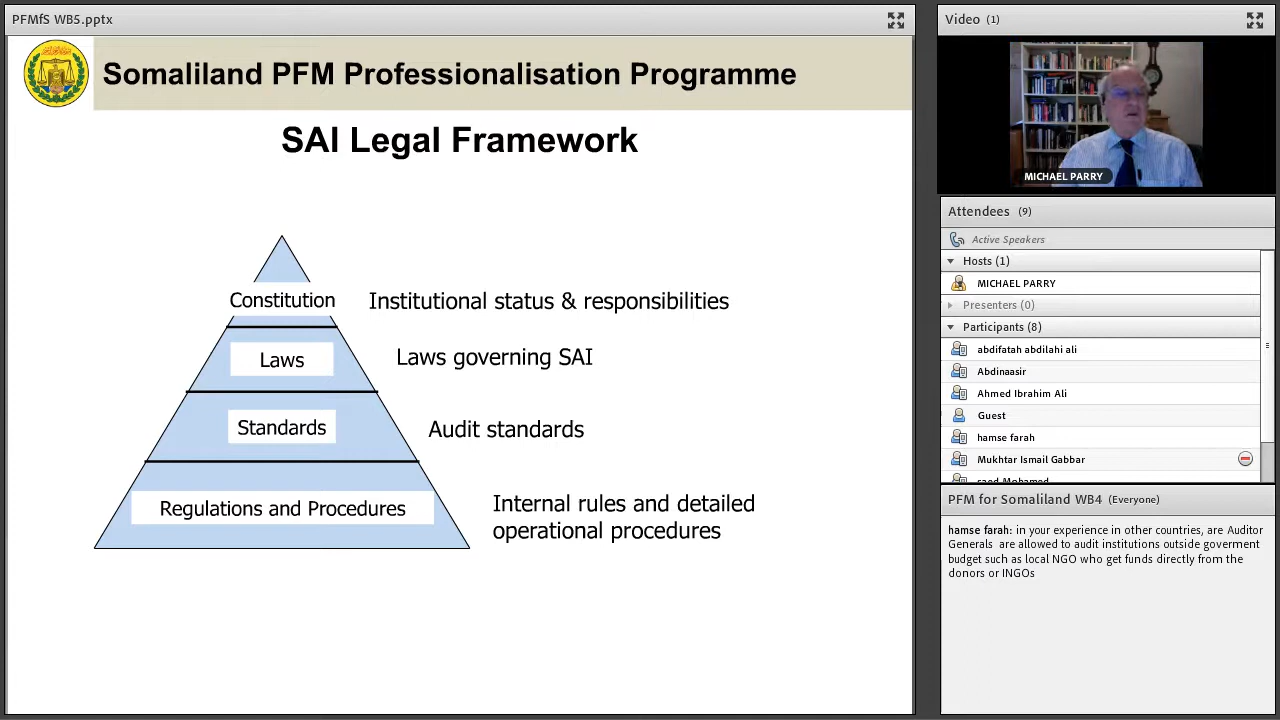 PFMfS WB5.pptx
Somaliland PFM Professionalisation Programme
SAI Legal Framework
Constitution
Institutional status & responsibilities
Laws
Laws governing SAI
Standards
Audit standards
Regulations and Procedures
Internal rules and detailed
operational procedures
Video (1)
MICHAEL PARRY
Attendees (9)
Active Speakers
Hosts (1)
MICHAEL PARRY
Presenters (0)
Participants (8)
abdifatah abdilahi ali
Abdinaasir
Ahmed Ibrahim Ali
Guest
hamse farah
Mukhtar Ismail Gabbar
saed Mohamed
PFM for Somaliland WB4 (Everyone)
hamse farah: in your experience in other countries, are Auditor
Generals are allowed to audit institutions outside goverment
budget such as local NGO who get funds directly from the
donors or INGOs